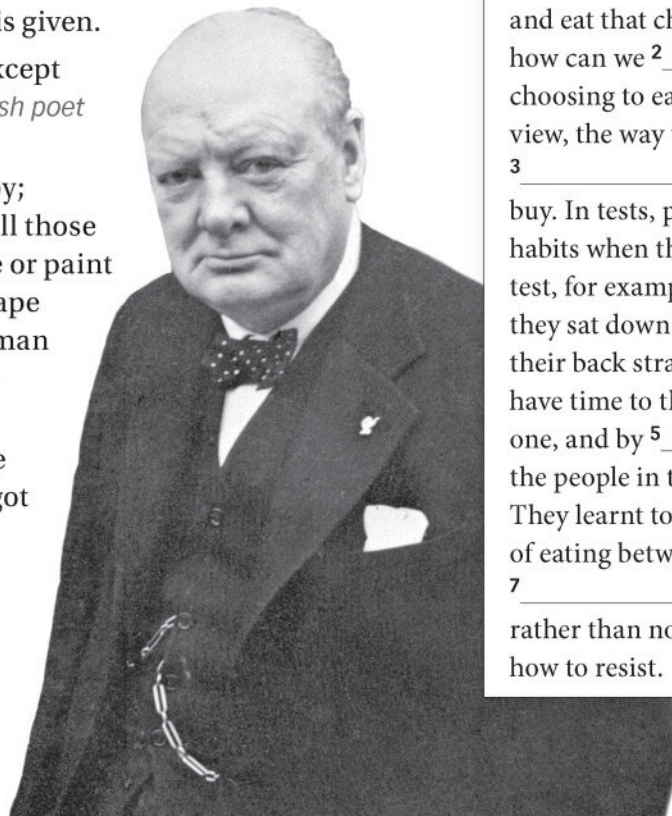 is given.
xcept
sh poet
y;
ll those
e or paint
ape
man
e
got
and eat that ch
how can we 2
choosing to ea
view, the way
3
buy. In tests, p
habits when th
test, for examp
they sat down
their back stra
have time to th
one, and by 5
the people in t
They learnt to
of eating betw
7
rather than no
how to resist.